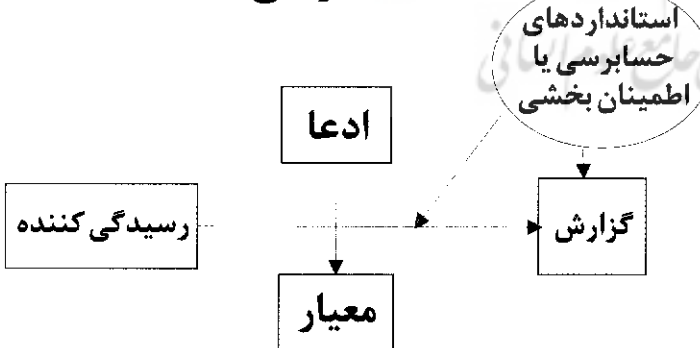 استانداردهای
حسابرسی یا
اطمینان بخشی
ادعا
رسیدگی کننده
گزارش
معیار